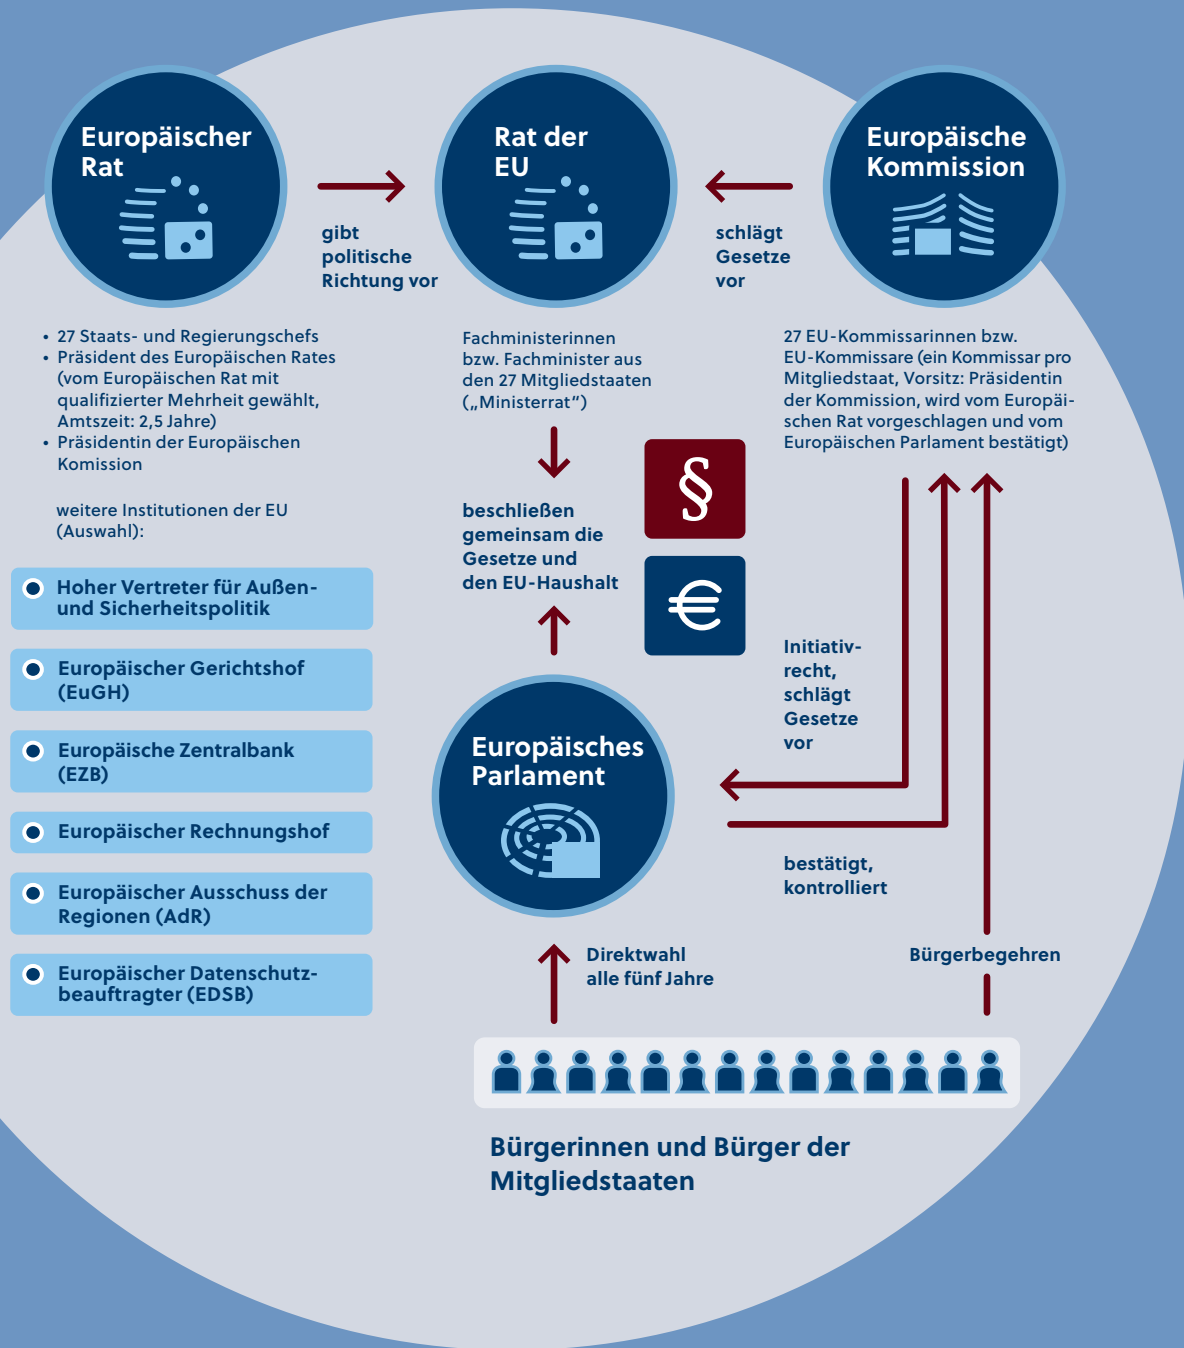 Europäischer
Rat
gibt
politische
Richtung vor
Rat der
EU
schlägt
Gesetze
vor
Europäische
Kommission
• 27 Staats- und Regierungschefs
• Präsident des Europäischen Rates
(vom Europäischen Rat mit
qualifizierter Mehrheit gewählt,
Amtszeit: 2,5 Jahre)
• Präsidentin der Europäischen
Komission
Fachministerinnen
bzw. Fachminister aus
den 27 Mitgliedstaaten
(„Ministerrat“)
27 EU-Kommissarinnen bzw.
EU-Kommissare (ein Kommissar pro
Mitgliedstaat, Vorsitz: Präsidentin
der Kommission, wird vom Europäi-
schen Rat vorgeschlagen und vom
Europäischen Parlament bestätigt)
weitere Institutionen der EU
(Auswahl):
Hoher Vertreter für Außen-
und Sicherheitspolitik
Europäischer Gerichtshof
(EuGH)
Europäische Zentralbank
(EZB)
Europäischer Rechnungshof
Europäischer Ausschuss der
Regionen (AdR)
Europäischer Datenschutz-
beauftragter (EDSB)
beschließen
gemeinsam die
Gesetze und
den EU-Haushalt
§
€
Initiativ-
recht,
schlägt
Gesetze
vor
Europäisches
Parlament
bestätigt,
kontrolliert
Direktwahl
alle fünf Jahre
Bürgerbegehren
Bürgerinnen und Bürger der
Mitgliedstaaten